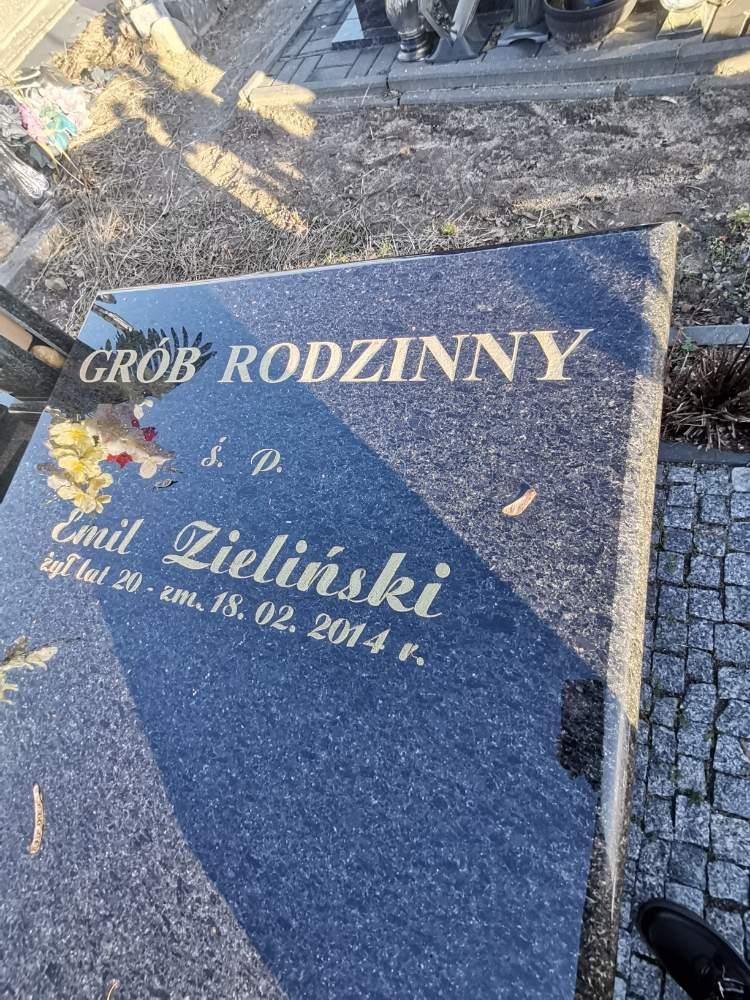 GRÓB RODZINNY
ś. p.
Emil Zieliński
żył lat 20 - zm. 18. 02. 2014 r.